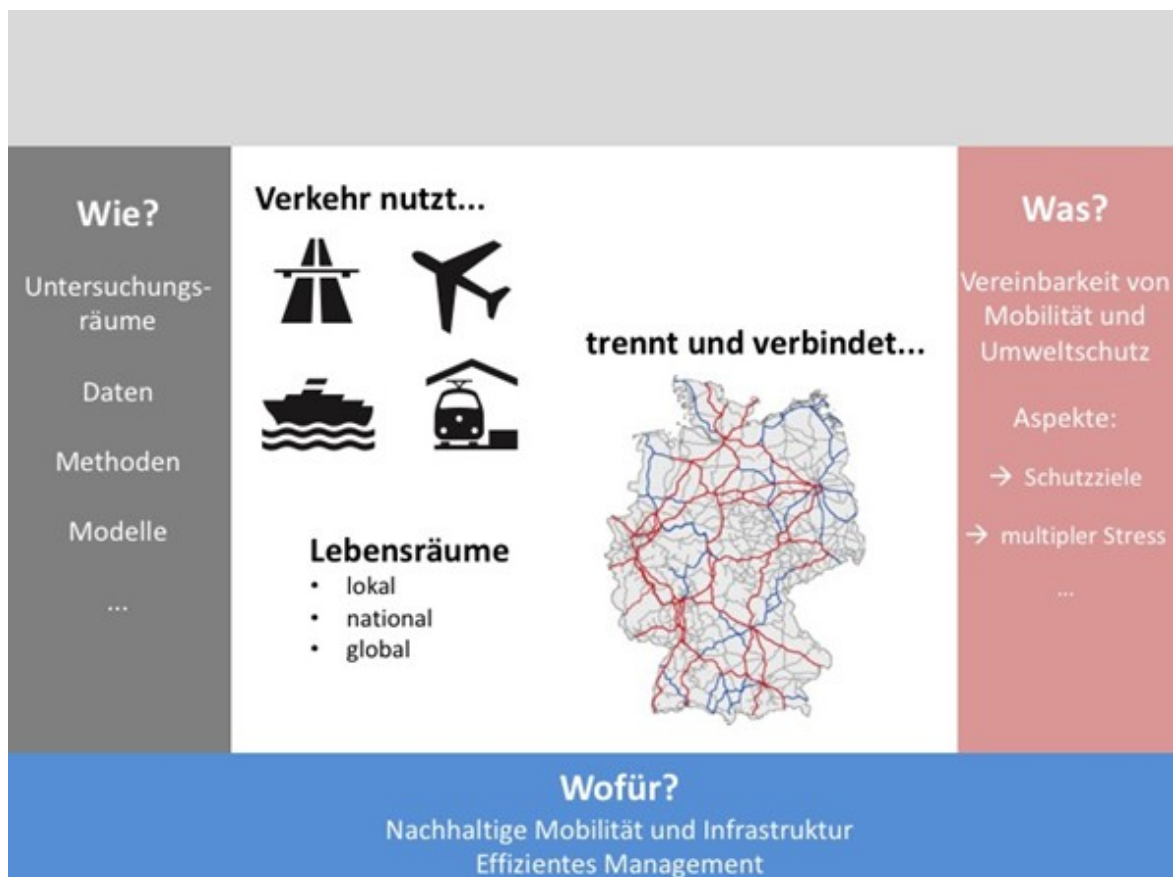 Wie?
Untersuchungs-
räume
Daten
Methoden
Modelle
...
Verkehr nutzt...
trennt und verbindet...
Lebensräume
• lokal
• national
• global
Was?
Vereinbarkeit von
Mobilität und
Umweltschutz
Aspekte:
→ Schutzziele
→ multipler Stress
...
Wofür?
Nachhaltige Mobilität und Infrastruktur
Effizientes Management